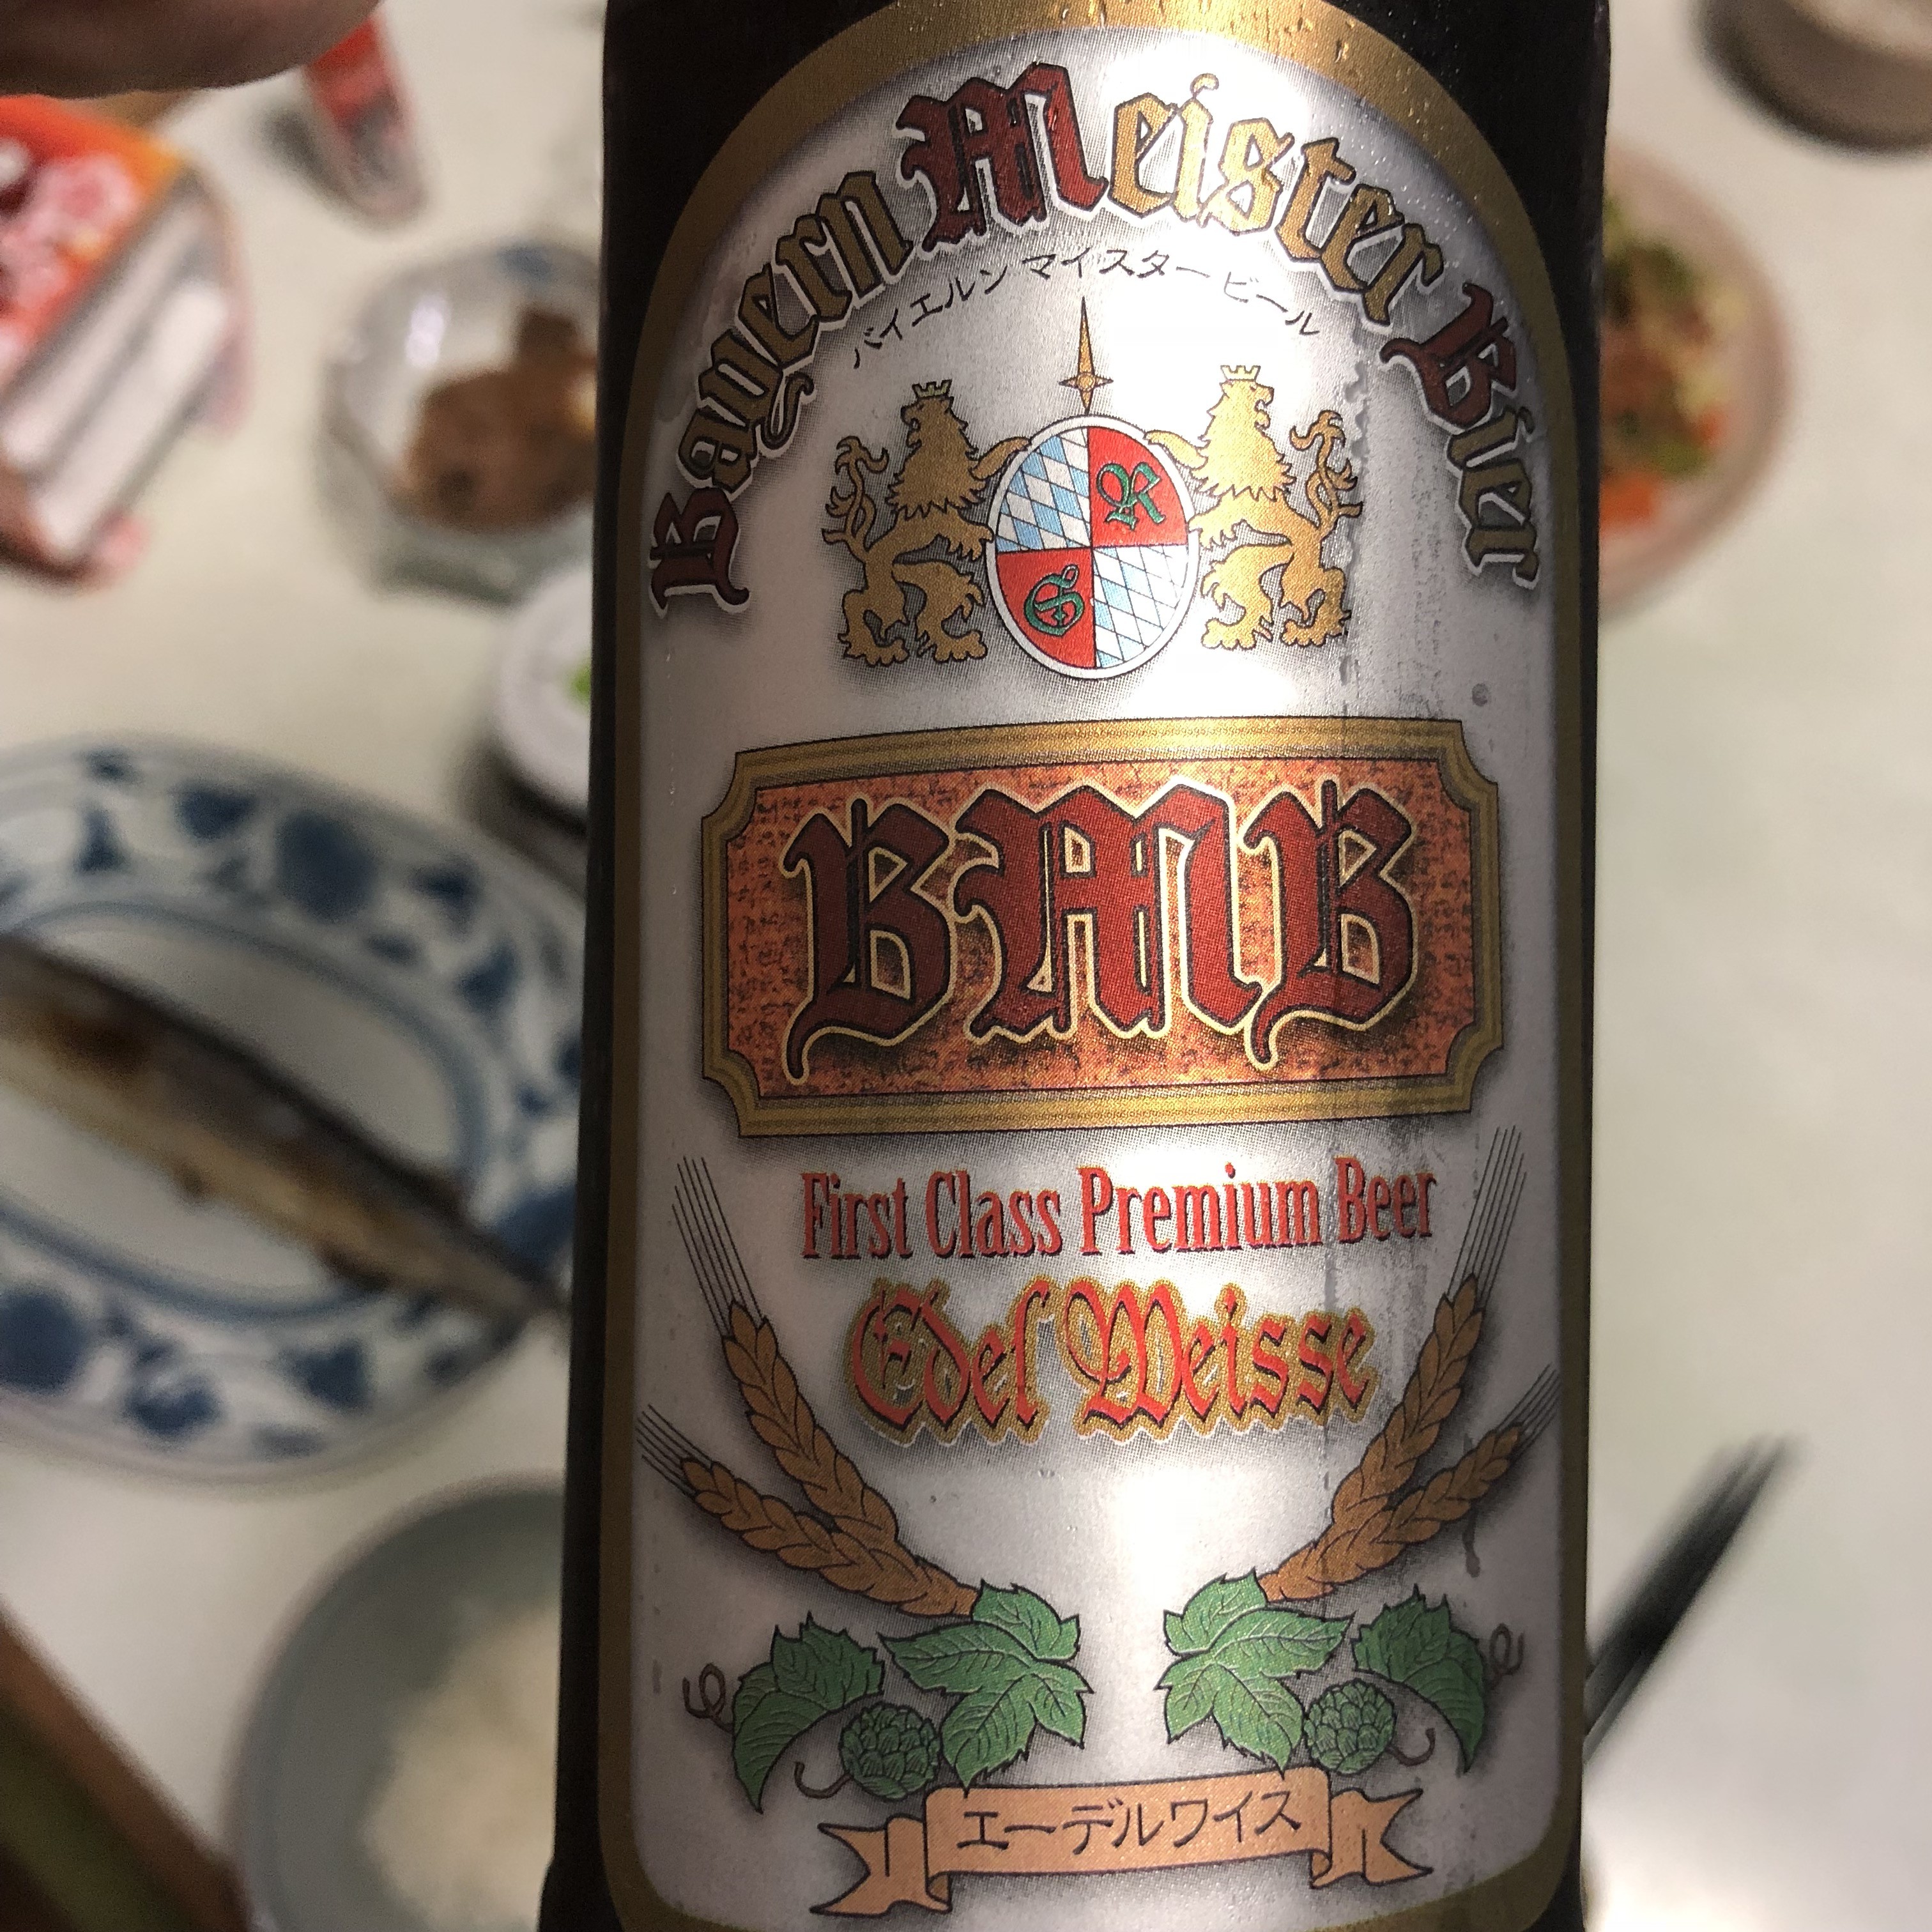 Bayern Meister Bier
バイエルン マイスター ビール
R
S
BMB
First Class Premium Beer
Edel Weisse
エーデルワイス